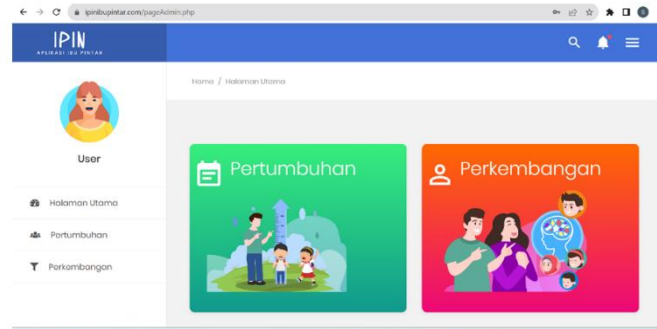 ipinibupintar.com/pageAdmin.php
IPIN
APLIKASI IBU PINTAR
Home / Halaman Utama
User
Halaman Utama
Pertumbuhan
Perkembangan
Pertumbuhan
Perkembangan